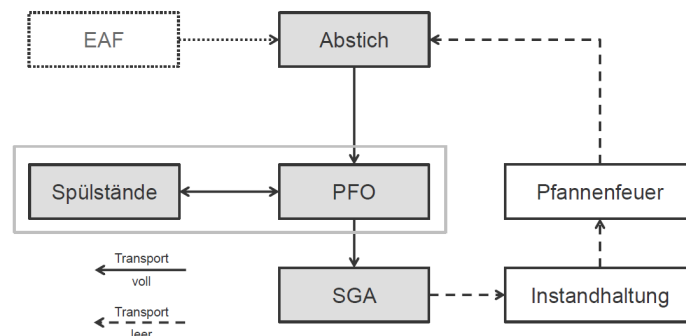 EAF
Abstich
Spülstände
PFO
Pfannenfeuer
Transport
voll
SGA
Instandhaltung
Transport
leer